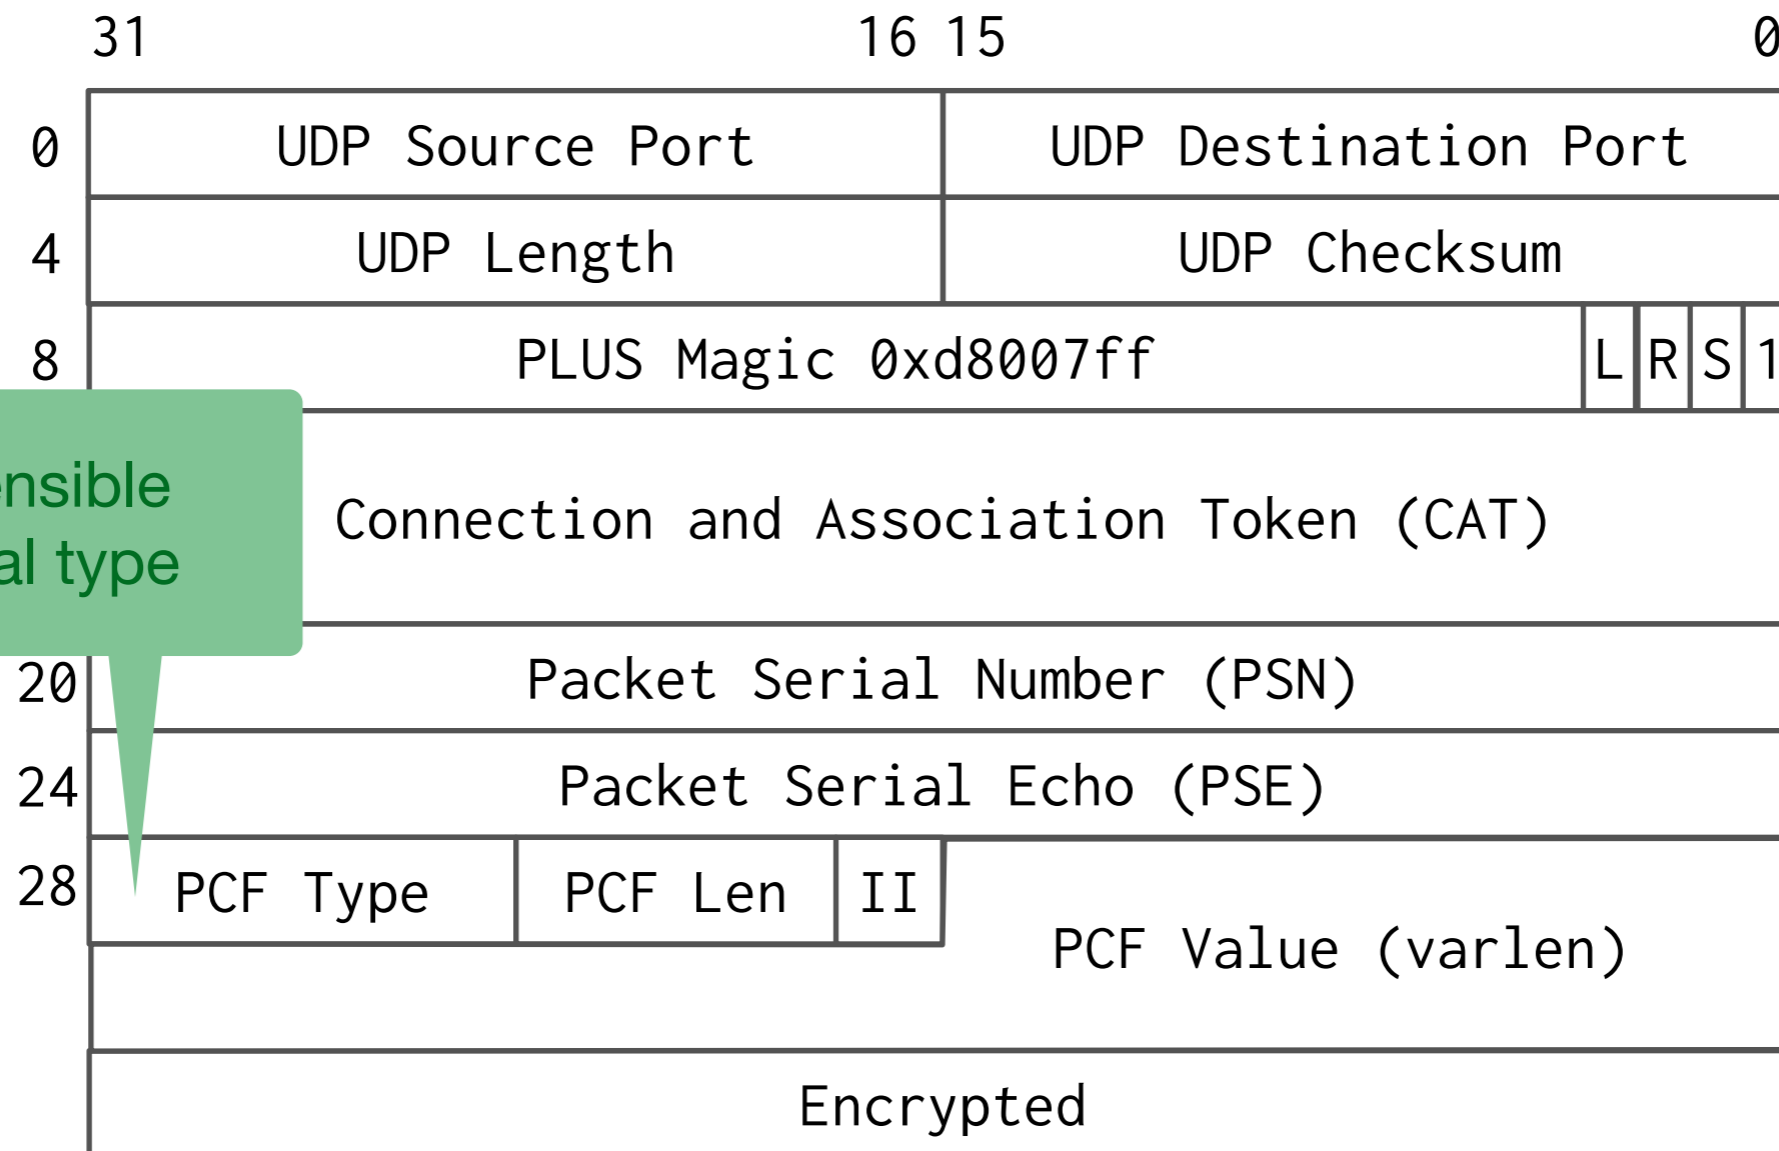 31 16 15 0
0 UDP Source Port UDP Destination Port
4 UDP Length UDP Checksum
8 PLUS Magic 0xd8007ff L R S 1
ensible
al type
Connection and Association Token (CAT)
20 Packet Serial Number (PSN)
24 Packet Serial Echo (PSE)
28 PCF Type PCF Len II
PCF Value (varlen)
Encrypted